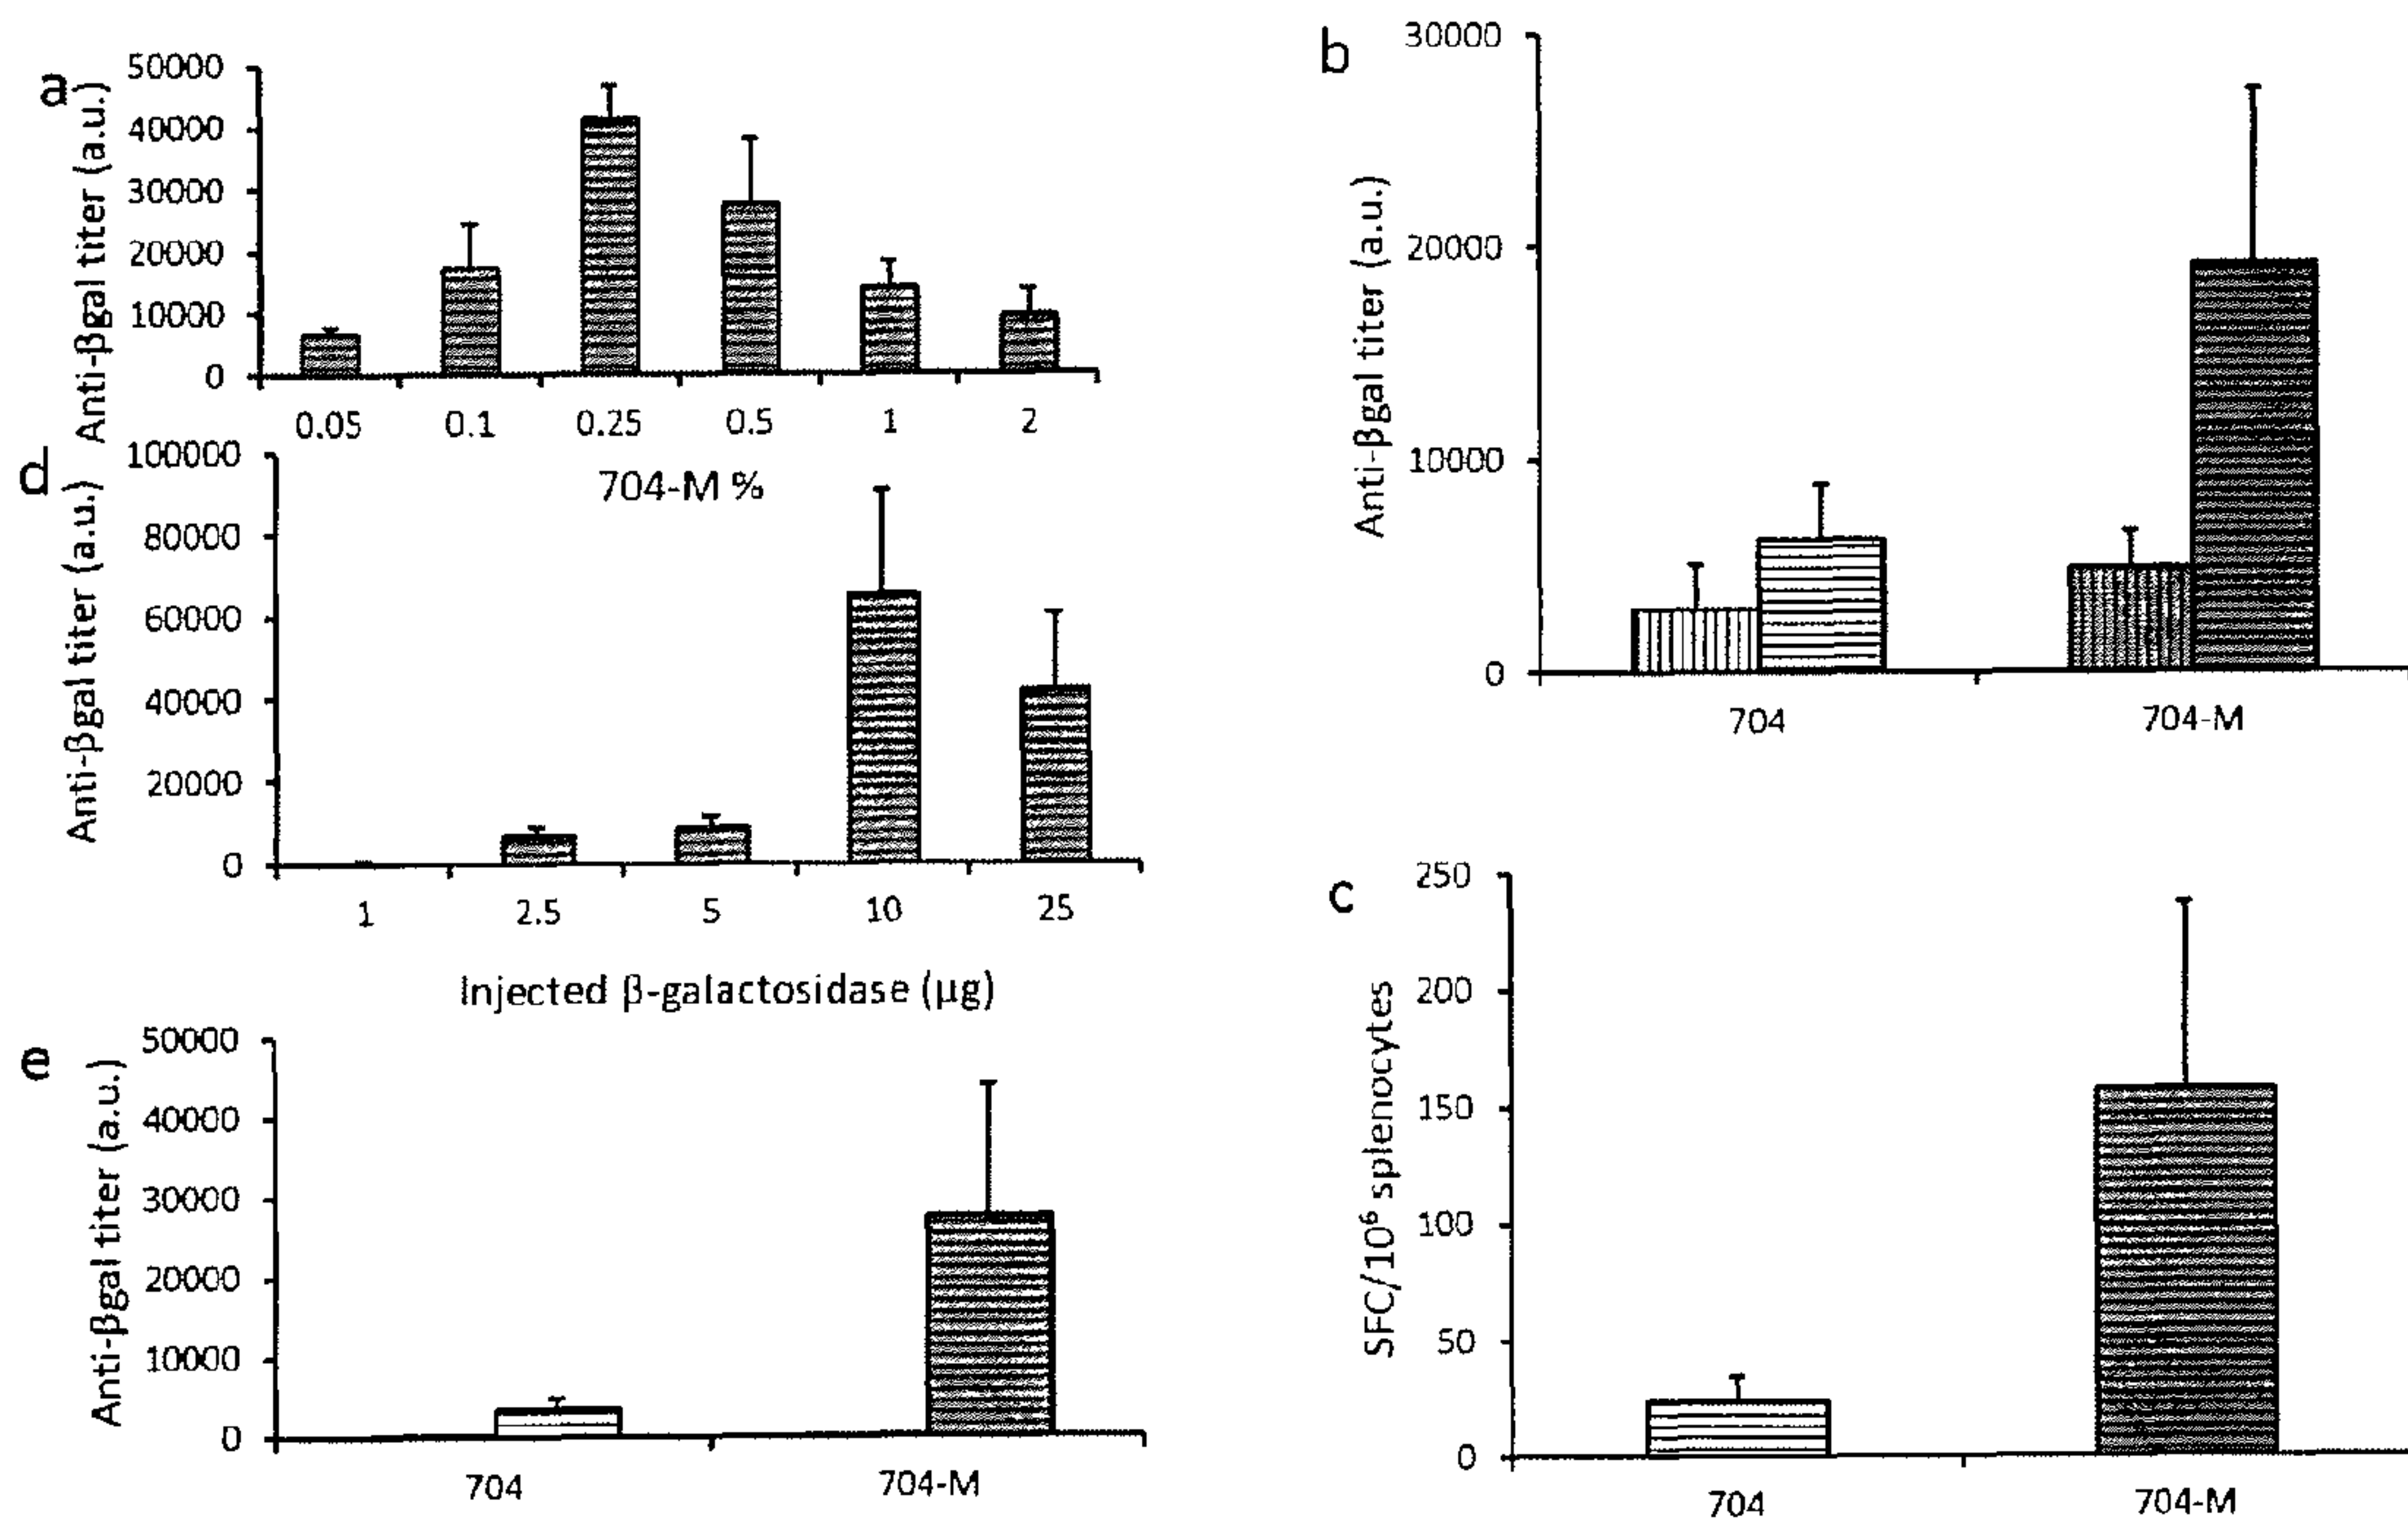 a
Anti-βgal titer (a.u.)
50000
40000
30000
20000
10000
0
0.05 0.1 0.25 0.5 1 2
704-M %
b
Anti-βgal titer (a.u.)
30000
20000
10000
0
704 704-M
d
Anti-βgal titer (a.u.)
100000
80000
60000
40000
20000
0
1 2.5 5 10 25
Injected β-galactosidase (µg)
c
SFC/10⁶ splenocytes
250
200
150
100
50
0
704 704-M
e
Anti-βgal titer (a.u.)
50000
40000
30000
20000
10000
0
704 704-M